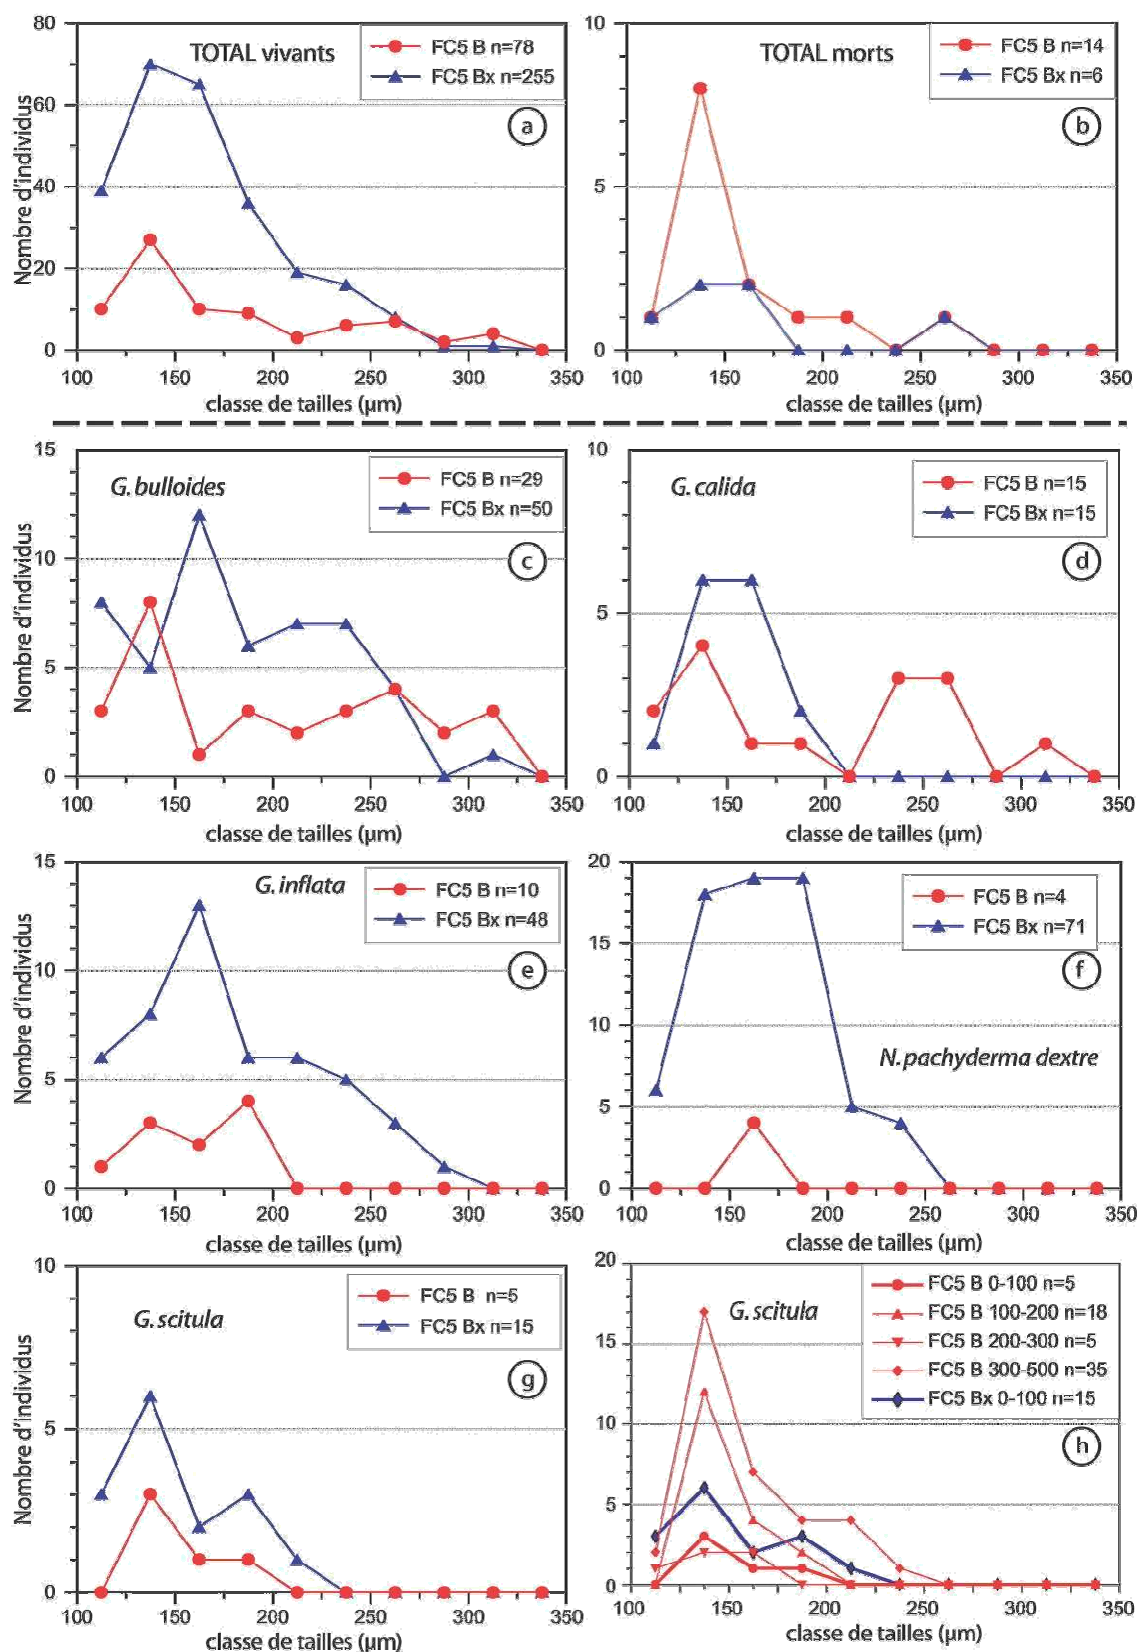 TOTAL vivants
FC5 B n=78
FC5 Bx n=255
a
Nombre d'individus
80
60
40
20
0
100 150 200 250 300 350
classe de tailles (µm)
TOTAL morts
FC5 B n=14
FC5 Bx n=6
b
10
5
0
100 150 200 250 300 350
classe de tailles (µm)
G. bulloides
FC5 B n=29
FC5 Bx n=50
c
Nombre d'individus
15
10
5
0
100 150 200 250 300 350
classe de tailles (µm)
G. calida
FC5 B n=15
FC5 Bx n=15
d
10
5
0
100 150 200 250 300 350
classe de tailles (µm)
G. inflata
FC5 B n=10
FC5 Bx n=48
e
Nombre d'individus
15
10
5
0
100 150 200 250 300 350
classe de tailles (µm)
FC5 B n=4
FC5 Bx n=71
f
N. pachyderma dextre
20
15
10
5
0
100 150 200 250 300 350
classe de tailles (µm)
G. scitula
FC5 B n=5
FC5 Bx n=15
g
Nombre d'individus
10
5
0
100 150 200 250 300 350
classe de tailles (µm)
G. scitula
FC5 B 0-100 n=5
FC5 B 100-200 n=18
FC5 B 200-300 n=5
FC5 B 300-500 n=35
FC5 Bx 0-100 n=15
h
20
15
10
5
0
100 150 200 250 300 350
classe de tailles (µm)